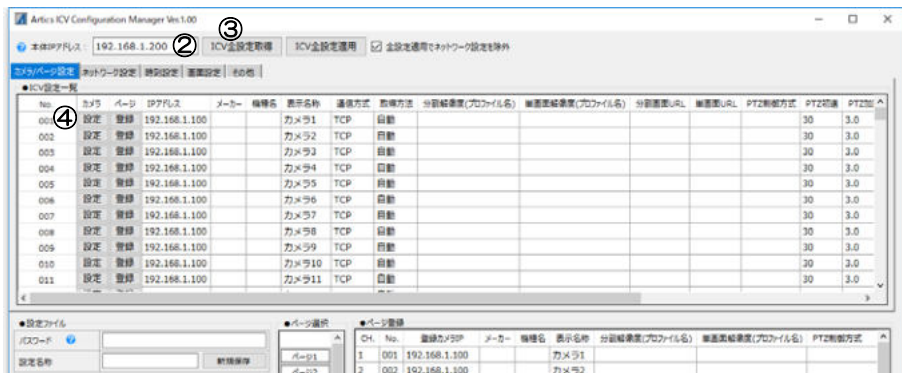 Artics ICV Configuration Manager Ver.1.00
③
本体IPアドレス： 192.168.1.200 ② ICV全設定取得 ICV全設定適用 全設定適用でネットワーク設定を除外
カメラ/ページ設定 ネットワーク設定 時刻設定 画面設定 その他
●ICV設定一覧
No. カメラ ページ IPアドレス メーカー 機種名 表示名称 通信方式 取得方法 分割解像度(プロファイル名) 単画面解像度(プロファイル名) 分割画面URL 単画面URL PTZ制御方式 PTZ初速 PTZ加
001 ④ 設定 登録 192.168.1.100 カメラ1 TCP 自動 30 3.0
002 設定 登録 192.168.1.100 カメラ2 TCP 自動 30 3.0
003 設定 登録 192.168.1.100 カメラ3 TCP 自動 30 3.0
004 設定 登録 192.168.1.100 カメラ4 TCP 自動 30 3.0
005 設定 登録 192.168.1.100 カメラ5 TCP 自動 30 3.0
006 設定 登録 192.168.1.100 カメラ6 TCP 自動 30 3.0
007 設定 登録 192.168.1.100 カメラ7 TCP 自動 30 3.0
008 設定 登録 192.168.1.100 カメラ8 TCP 自動 30 3.0
009 設定 登録 192.168.1.100 カメラ9 TCP 自動 30 3.0
010 設定 登録 192.168.1.100 カメラ10 TCP 自動 30 3.0
011 設定 登録 192.168.1.100 カメラ11 TCP 自動 30 3.0
●設定ファイル ●ページ選択 ●ページ登録
パスワード CH. No. 登録カメラIP メーカー 機種名 表示名称 分割解像度(プロファイル名) 単画面解像度(プロファイル名) PTZ制御方式
設定名称 新規保存 ページ1 1 001 192.168.1.100 カメラ1
ページ2 2 002 192.168.1.100 カメラ2